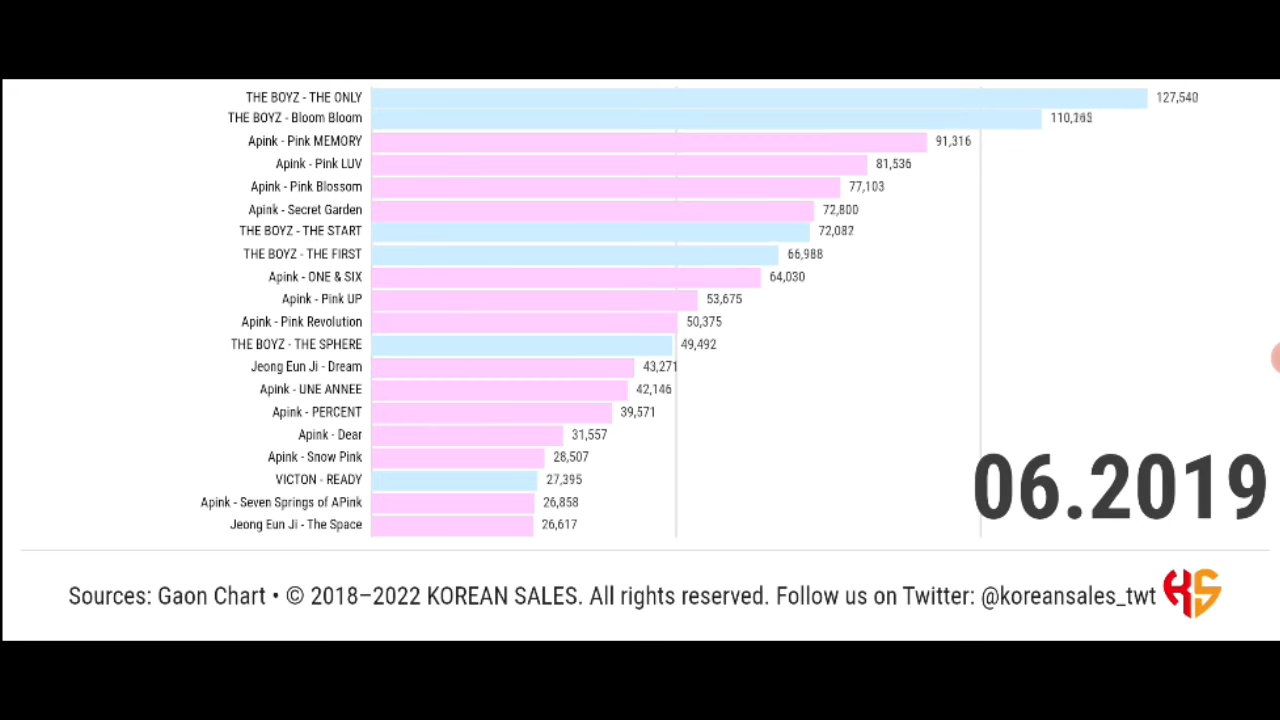 THE BOYZ - THE ONLY 127,540
THE BOYZ - Bloom Bloom
Apink - Pink MEMORY 91,316
Apink - Pink LUV 81,536
Apink - Pink Blossom 77,103
Apink - Secret Garden 72,800
THE BOYZ - THE START 72,082
THE BOYZ - THE FIRST 66,988
Apink - ONE & SIX 64,030
Apink - Pink UP 53,675
Apink - Pink Revolution 50,375
THE BOYZ - THE SPHERE 49,492
Jeong Eun Ji - Dream 43,271
Apink - UNE ANNEE 42,146
Apink - PERCENT 39,571
Apink - Dear 31,557
Apink - Snow Pink 28,507
VICTON - READY 27,395
Apink - Seven Springs of APink 26,858
Jeong Eun Ji - The Space 26,617
06.2019
Sources: Gaon Chart • © 2018–2022 KOREAN SALES. All rights reserved. Follow us on Twitter: @koreansales_twt KS